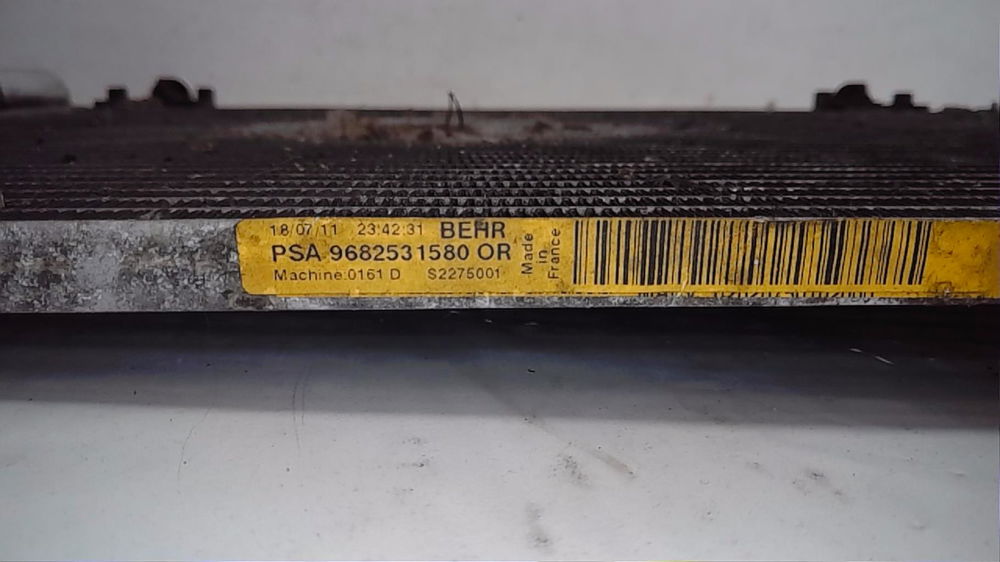 18/07/11 23:42:31 BEHR
PSA 9682531580 OR
Machine:0161 D S2275001
Made
in
France